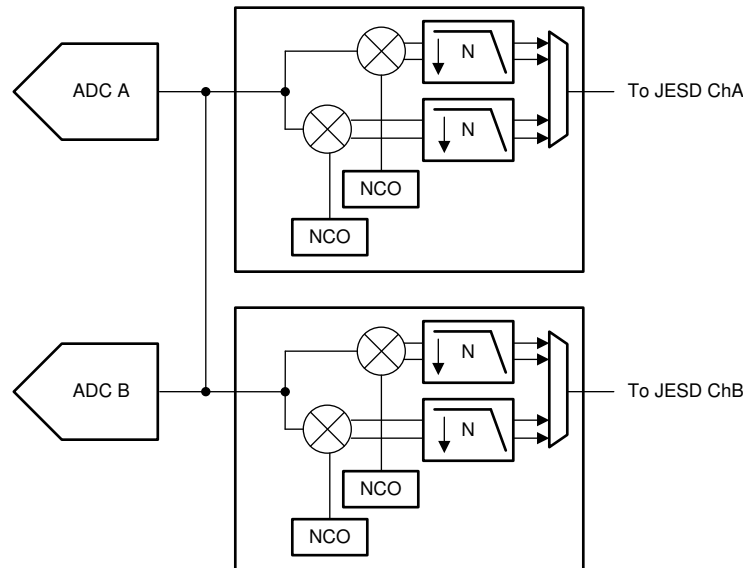 ADC A
N
N
NCO
NCO
To JESD ChA
ADC B
N
N
NCO
NCO
To JESD ChB